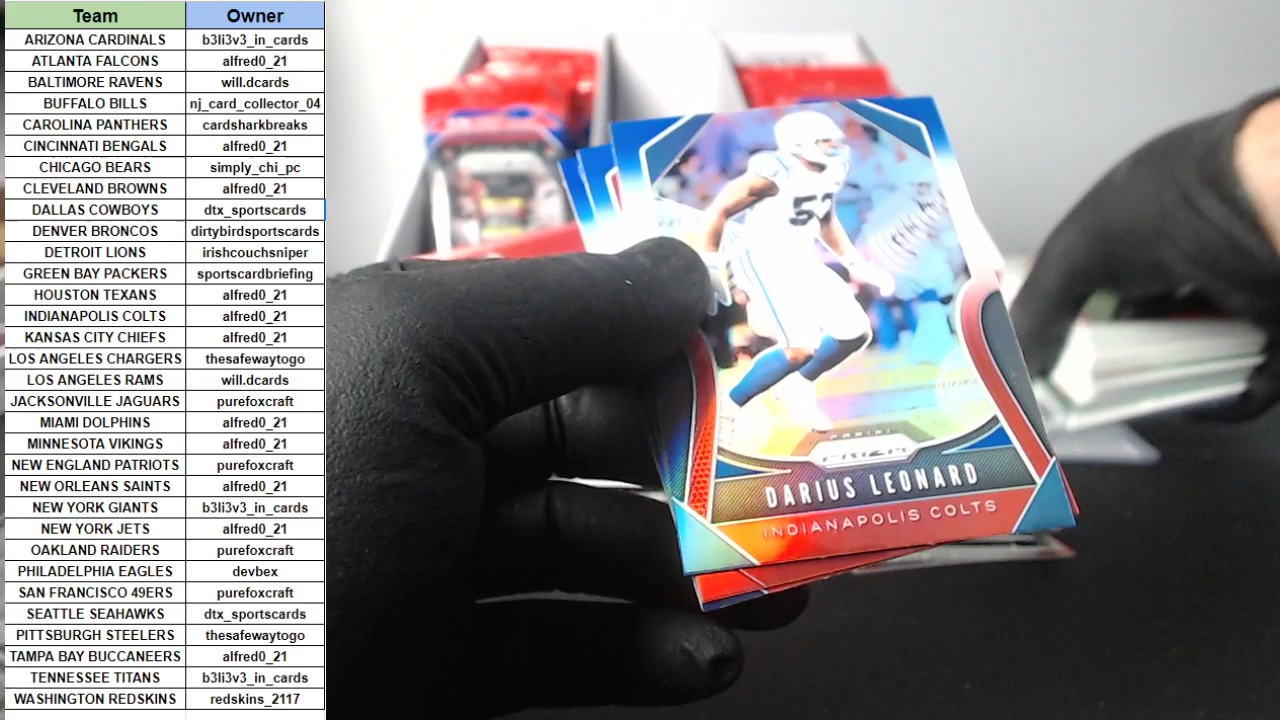 Team Owner
ARIZONA CARDINALS b3li3v3_in_cards
ATLANTA FALCONS alfred0_21
BALTIMORE RAVENS will.dcards
BUFFALO BILLS nj_card_collector_04
CAROLINA PANTHERS cardsharkbreaks
CINCINNATI BENGALS alfred0_21
CHICAGO BEARS simply_chi_pc
CLEVELAND BROWNS alfred0_21
DALLAS COWBOYS dtx_sportscards
DENVER BRONCOS dirtybirdsportscards
DETROIT LIONS irishcouchsniper
GREEN BAY PACKERS sportscardbriefing
HOUSTON TEXANS alfred0_21
INDIANAPOLIS COLTS alfred0_21
KANSAS CITY CHIEFS alfred0_21
LOS ANGELES CHARGERS thesafewaytogo
LOS ANGELES RAMS will.dcards
JACKSONVILLE JAGUARS purefoxcraft
MIAMI DOLPHINS alfred0_21
MINNESOTA VIKINGS alfred0_21
NEW ENGLAND PATRIOTS purefoxcraft
NEW ORLEANS SAINTS alfred0_21
NEW YORK GIANTS b3li3v3_in_cards
NEW YORK JETS alfred0_21
OAKLAND RAIDERS purefoxcraft
PHILADELPHIA EAGLES devbex
SAN FRANCISCO 49ERS purefoxcraft
SEATTLE SEAHAWKS dtx_sportscards
PITTSBURGH STEELERS thesafewaytogo
TAMPA BAY BUCCANEERS alfred0_21
TENNESSEE TITANS b3li3v3_in_cards
WASHINGTON REDSKINS redskins_2117
PANINI
PRIZM
DARIUS LEONARD
INDIANAPOLIS COLTS